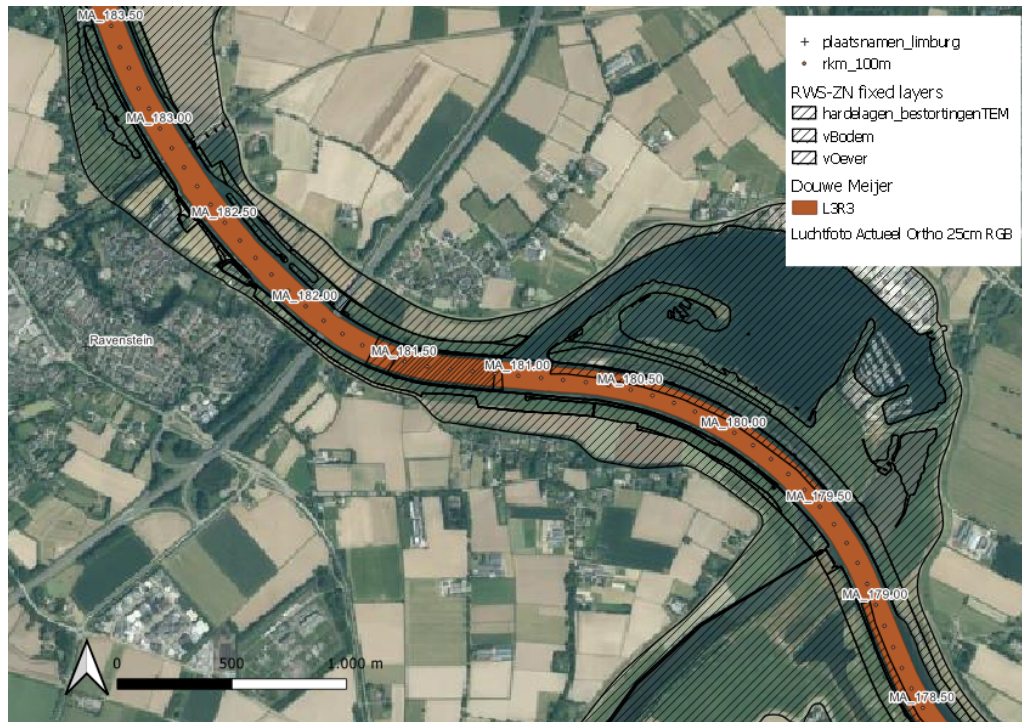 MA_183.50
plaatsnamen_limburg
rkm_100m
RWS-ZN fixed layers
hardelagen_bestortingenTEM
vBodem
vOever
Douwe Meijer
L3R3
Luchtfoto Actueel Ortho 25cm RGB
MA_183.00
MA_182.50
MA_182.00
Ravenstein
MA_181.50
MA_181.00
MA_180.50
MA_180.00
MA_179.50
MA_179.00
0 500 1.000 m
MA_178.50